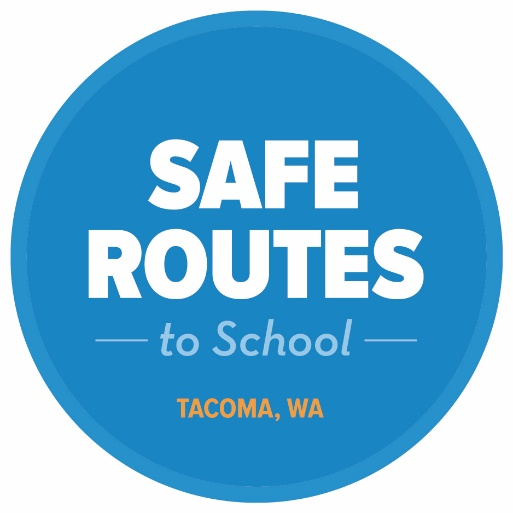 SAFE
ROUTES
to School
TACOMA, WA